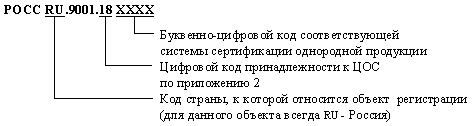 РОСС RU.9001.18 XXXX
Буквенно-цифровой код соответствующей
системы сертификации однородной продукции
Цифровой код принадлежности к ЦОС
по приложению 2
Код страны, к которой относится объект регистрации
(для данного объекта всегда RU - Россия)